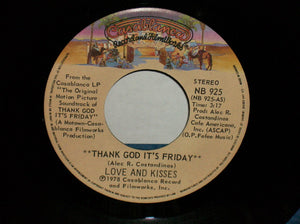 Casablanca
Record and FilmWorks
STEREO
NB 925
(NB 925-AS)
Time: 3:17
Prod: Alec R.
Costandinos
Cafe Americana,
Inc. (ASCAP)
(O.P. Fefee Music)
From the
Casablanca LP
"The Original
Motion Picture
Soundtrack of
THANK GOD IT'S FRIDAY"
(A Motown-Casa-
blanca Filmworks
Production)
**THANK GOD IT'S FRIDAY**
(Alec R. Costandinos)
LOVE AND KISSES
℗1978 Casablanca Record
and Filmworks, Inc.